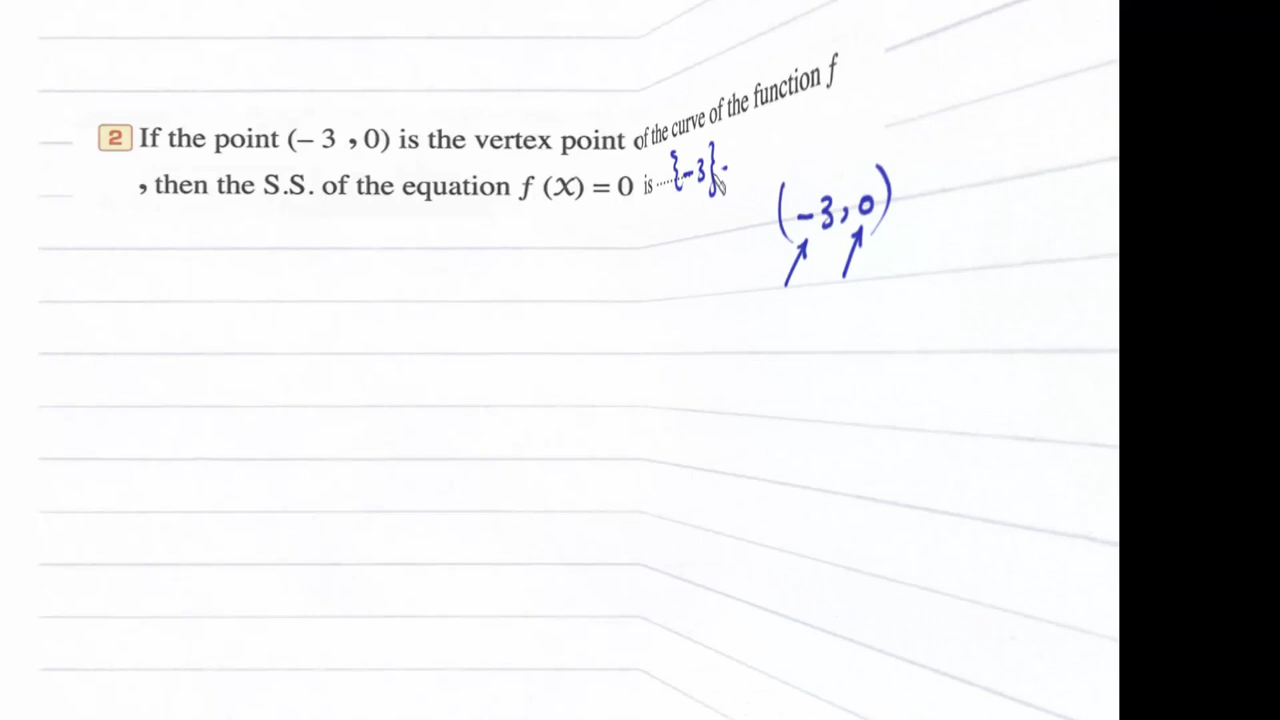 2 If the point (– 3 , 0) is the vertex point of the curve of the function f
, then the S.S. of the equation f (X) = 0 is ......{-3}.
(-3, 0)